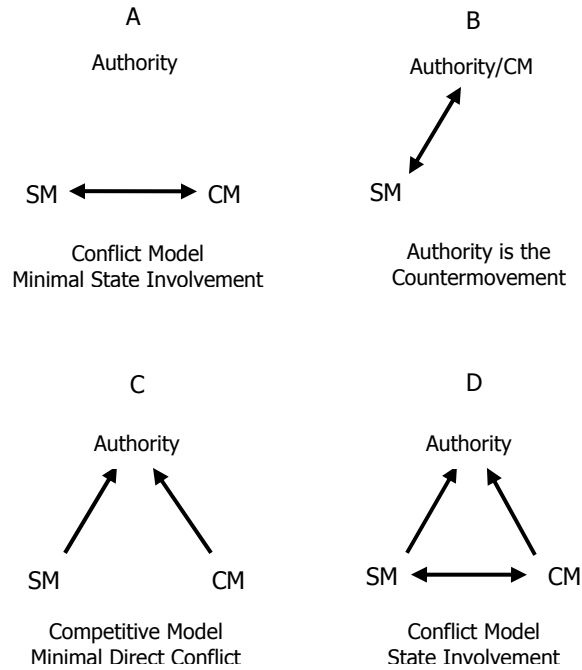 A
Authority
SM CM
Conflict Model
Minimal State Involvement
B
Authority/CM
SM
Authority is the
Countermovement
C
Authority
SM CM
Competitive Model
Minimal Direct Conflict
D
Authority
SM CM
Conflict Model
State Involvement